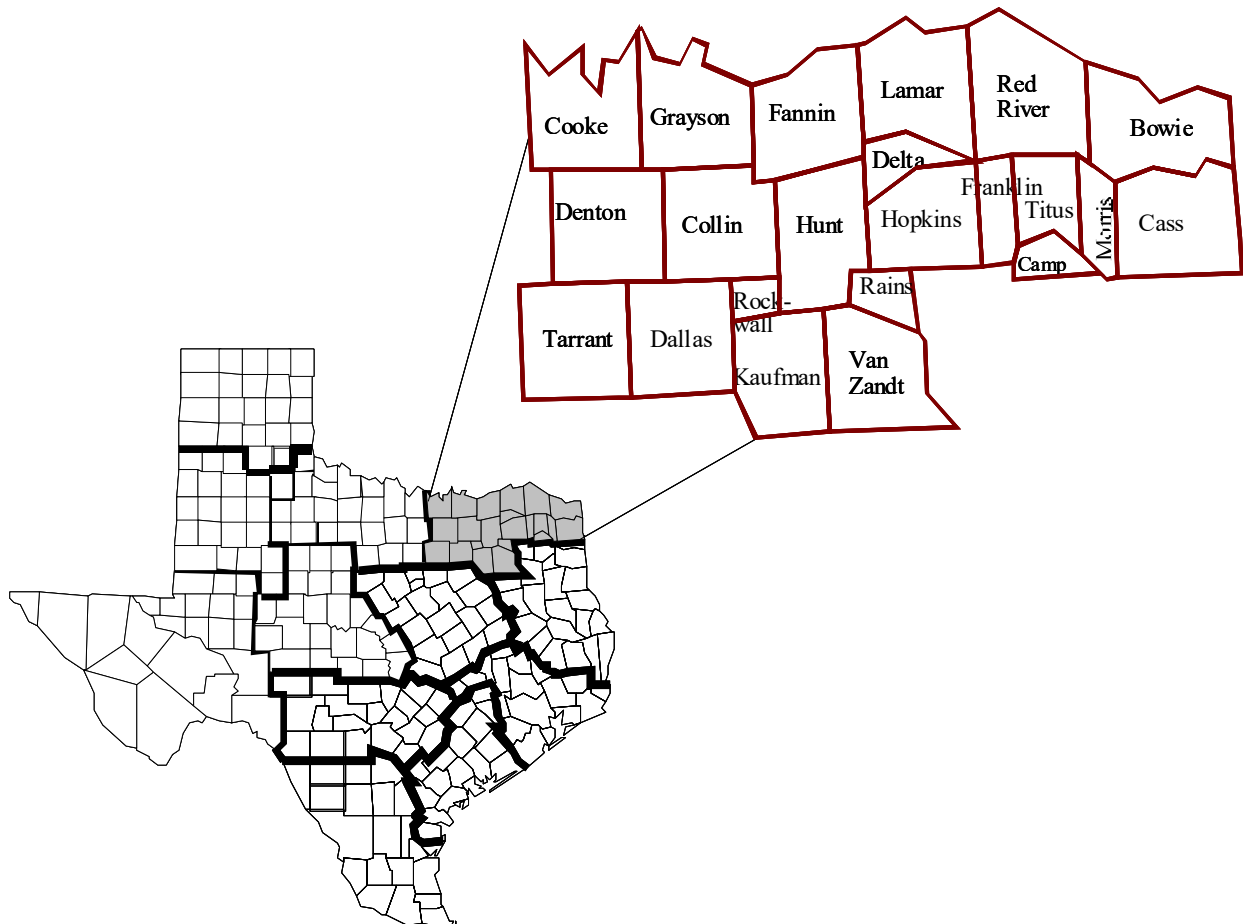 Cooke
Grayson
Fannin
Lamar
Red
River
Bowie
Delta
Denton
Collin
Hunt
Hopkins
Franklin
Titus
Morris
Cass
Camp
Tarrant
Dallas
Rock-
wall
Rains
Kaufman
Van
Zandt